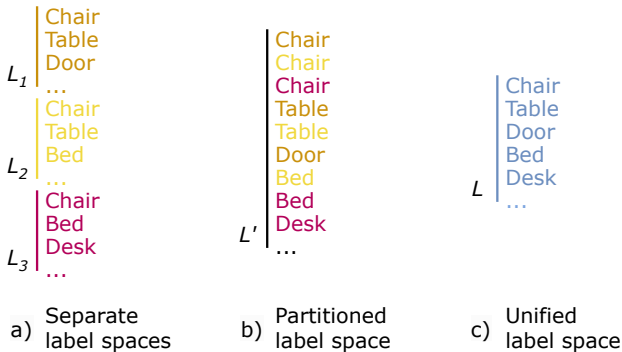 L1
Chair
Table
Door
...
L2
Chair
Table
Bed
...
L3
Chair
Bed
Desk
...
a) Separate
label spaces
L'
Chair
Chair
Chair
Table
Table
Door
Bed
Bed
Desk
...
b) Partitioned
label space
L
Chair
Table
Door
Bed
Desk
...
c) Unified
label space